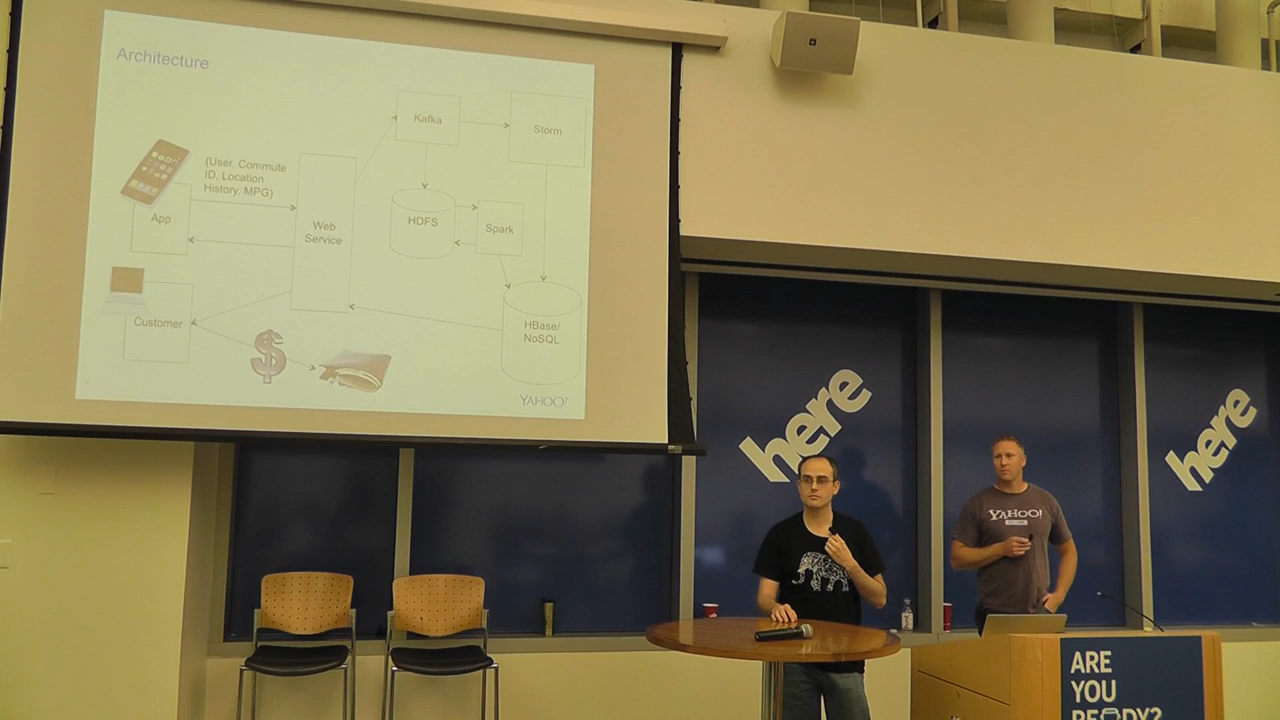 Architecture
Kafka
Storm
(User, Commute
ID, Location
History, MPG)
App
Web
Service
HDFS
Spark
Customer
HBase/
NoSQL
$
YAHOO!
here
here
YAHOO!
ARE
YOU
READY?